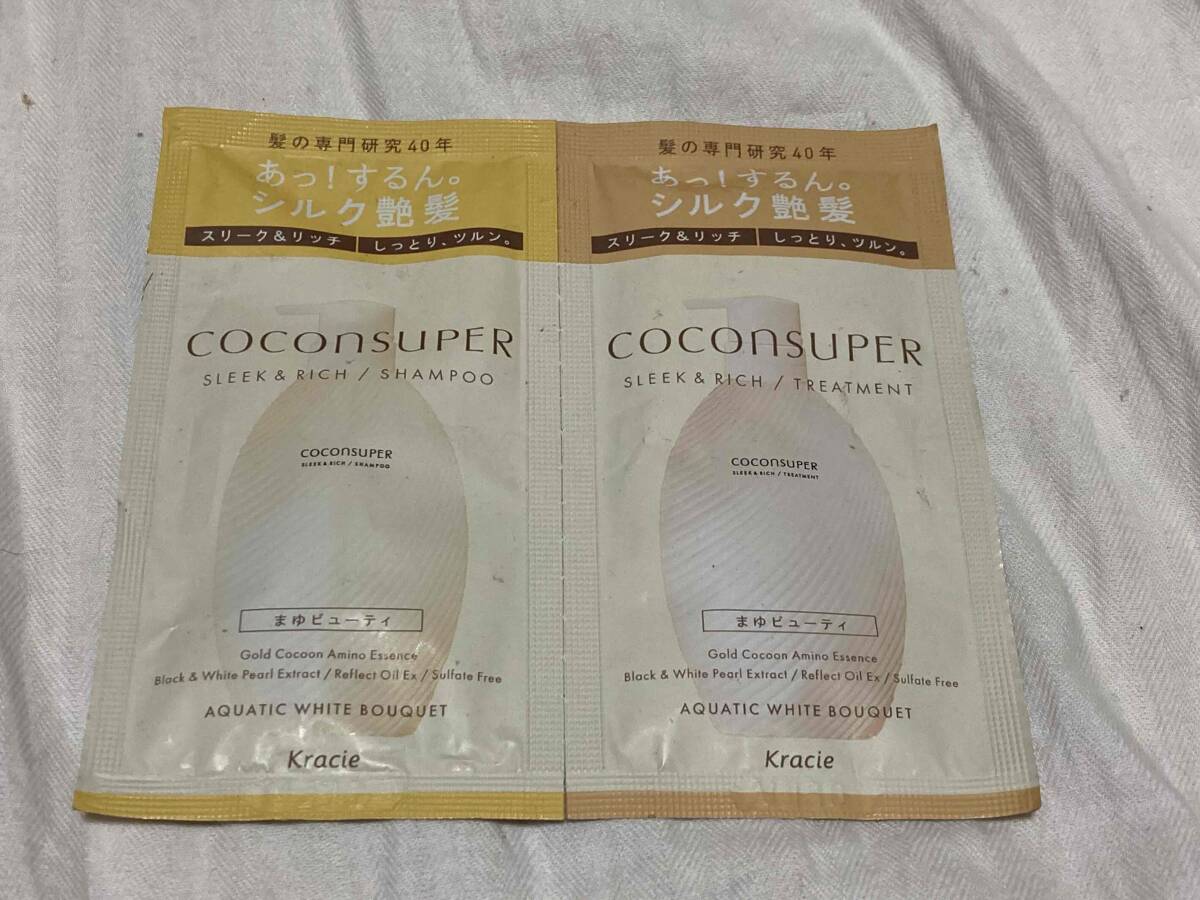 髪の専門研究40年
あっ!するん。
シルク艶髪
スリーク&リッチ しっとり、ツルン。
COCONSUPER
SLEEK & RICH / SHAMPOO
COCONSUPER
SLEEK & RICH / SHAMPOO
まゆビューティ
Gold Cocoon Amino Essence
Black & White Pearl Extract / Reflect Oil Ex / Sulfate Free
AQUATIC WHITE BOUQUET
Kracie
髪の専門研究40年
あっ!するん。
シルク艶髪
スリーク&リッチ しっとり、ツルン。
COCONSUPER
SLEEK & RICH / TREATMENT
COCONSUPER
SLEEK & RICH / TREATMENT
まゆビューティ
Gold Cocoon Amino Essence
Black & White Pearl Extract / Reflect Oil Ex / Sulfate Free
AQUATIC WHITE BOUQUET
Kracie